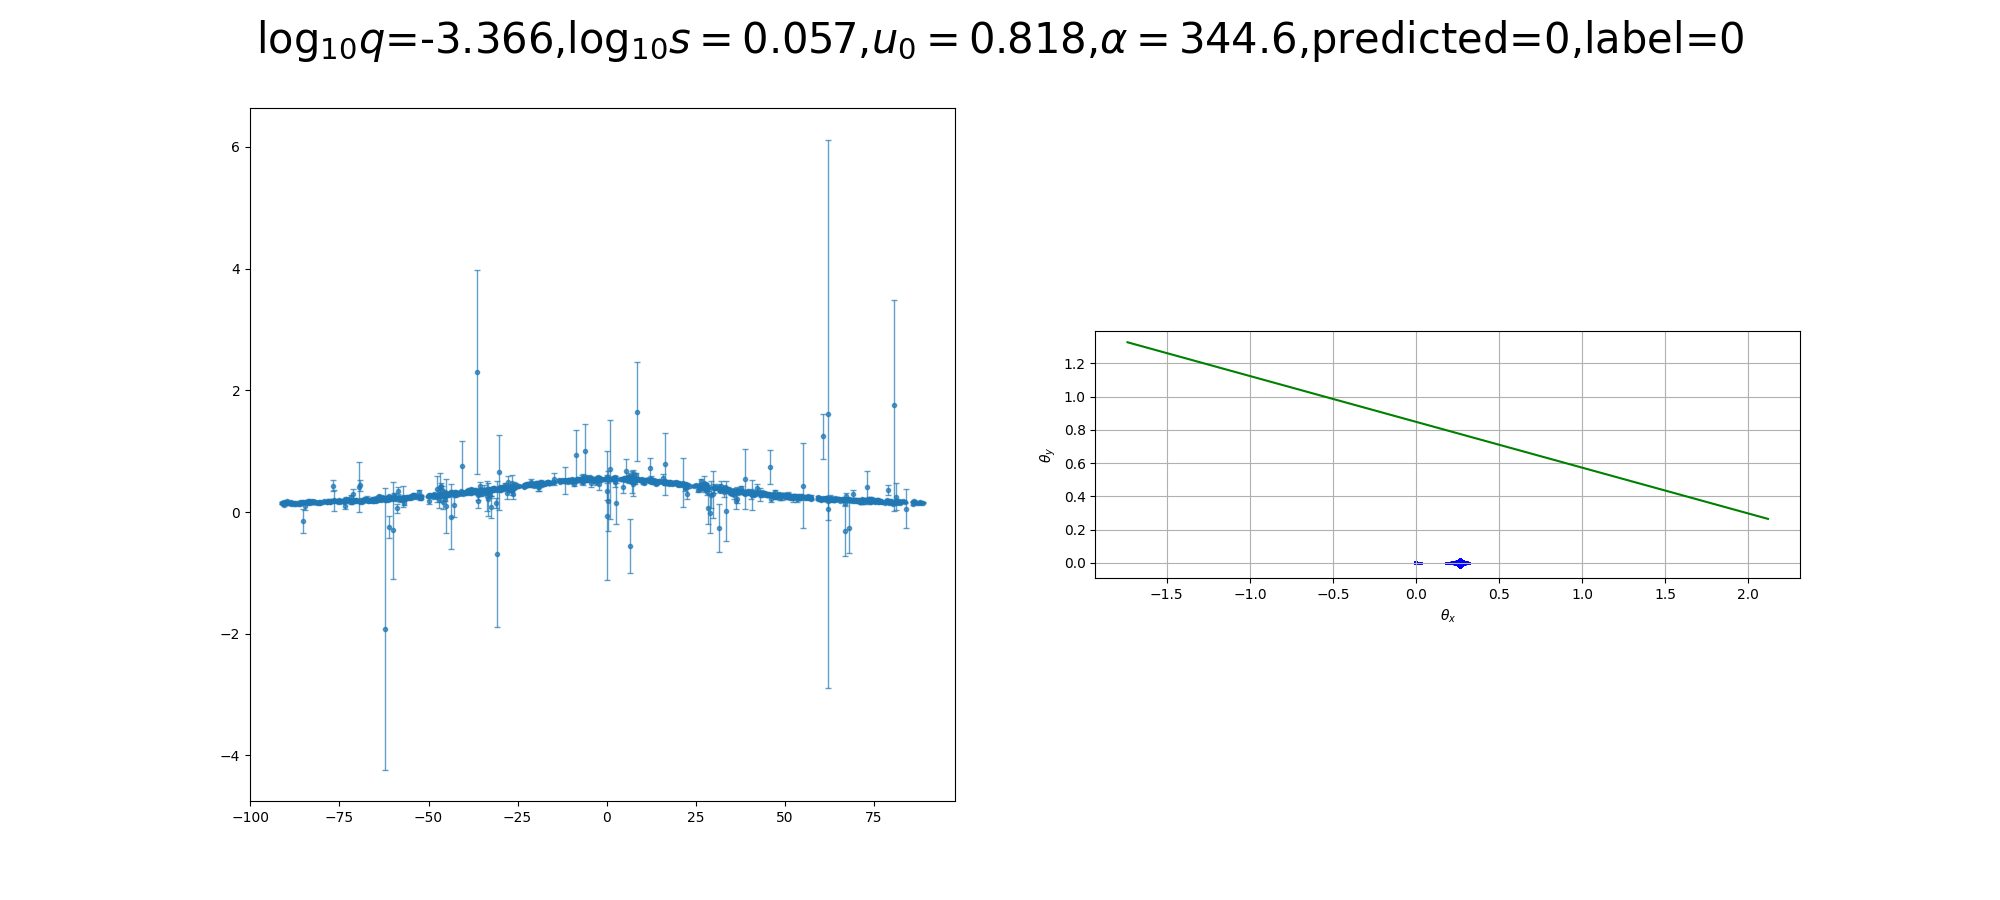 log₁₀q=-3.366,log₁₀s = 0.057,u₀ = 0.818,α = 344.6,predicted=0,label=0
6
4
2
0
−2
−4
−100 −75 −50 −25 0 25 50 75
1.2
1.0
0.8
0.6
0.4
0.2
0.0
θy
−1.5 −1.0 −0.5 0.0 0.5 1.0 1.5 2.0
θx